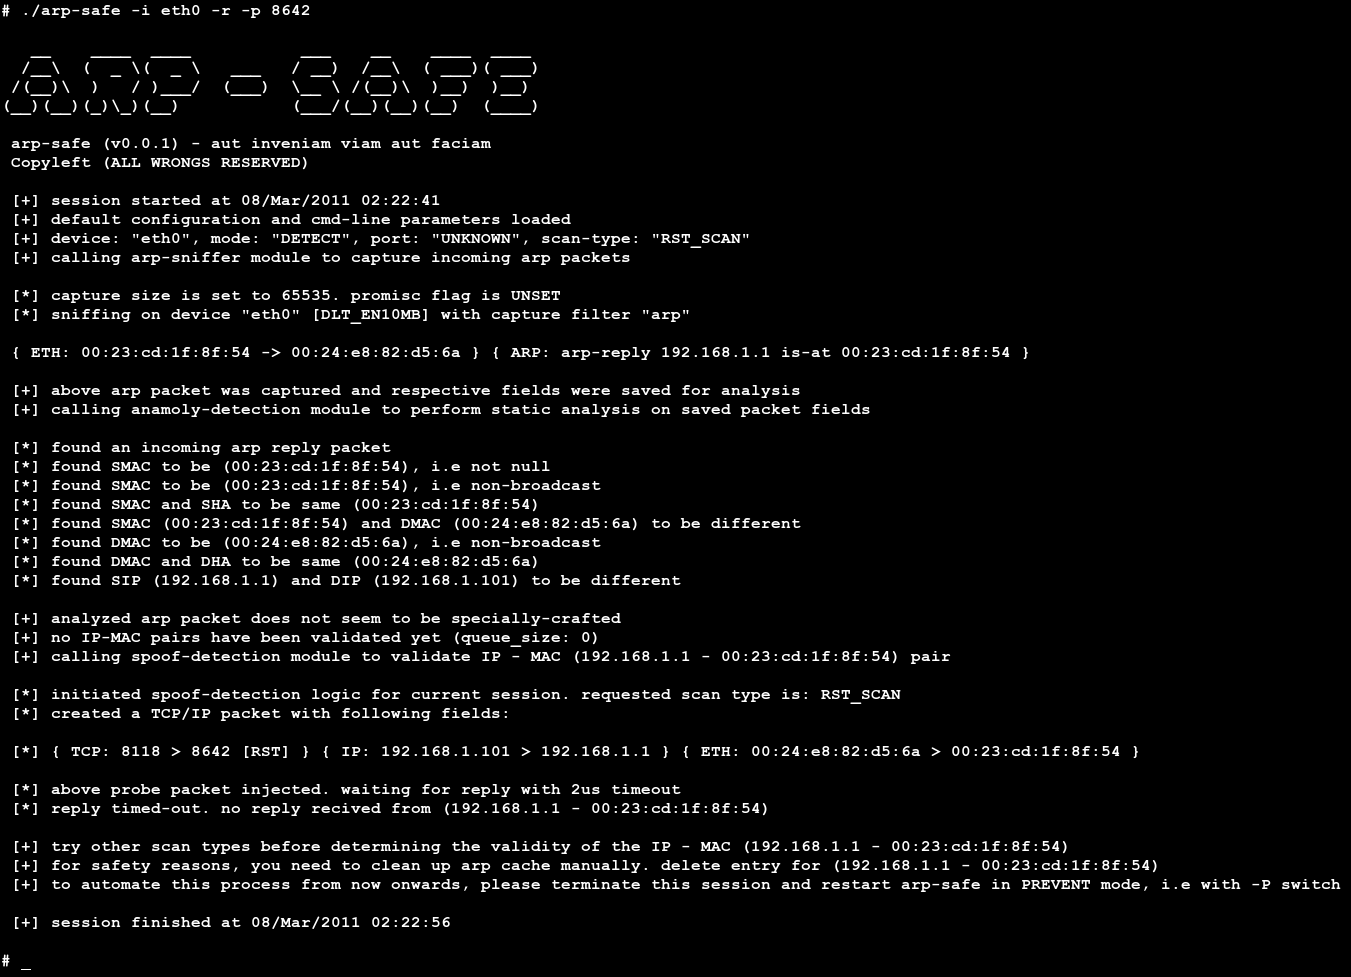 # ./arp-safe -i eth0 -r -p 8642
ARP - SAFE
arp-safe (v0.0.1) - aut inveniam viam aut faciam
Copyleft (ALL WRONGS RESERVED)
[+] session started at 08/Mar/2011 02:22:41
[+] default configuration and cmd-line parameters loaded
[+] device: "eth0", mode: "DETECT", port: "UNKNOWN", scan-type: "RST_SCAN"
[+] calling arp-sniffer module to capture incoming arp packets
[*] capture size is set to 65535. promisc flag is UNSET
[*] sniffing on device "eth0" [DLT_EN10MB] with capture filter "arp"
{ ETH: 00:23:cd:1f:8f:54 -> 00:24:e8:82:d5:6a } { ARP: arp-reply 192.168.1.1 is-at 00:23:cd:1f:8f:54 }
[+] above arp packet was captured and respective fields were saved for analysis
[+] calling anamoly-detection module to perform static analysis on saved packet fields
[*] found an incoming arp reply packet
[*] found SMAC to be (00:23:cd:1f:8f:54), i.e not null
[*] found SMAC to be (00:23:cd:1f:8f:54), i.e non-broadcast
[*] found SMAC and SHA to be same (00:23:cd:1f:8f:54)
[*] found SMAC (00:23:cd:1f:8f:54) and DMAC (00:24:e8:82:d5:6a) to be different
[*] found DMAC to be (00:24:e8:82:d5:6a), i.e non-broadcast
[*] found DMAC and DHA to be same (00:24:e8:82:d5:6a)
[*] found SIP (192.168.1.1) and DIP (192.168.1.101) to be different
[+] analyzed arp packet does not seem to be specially-crafted
[+] no IP-MAC pairs have been validated yet (queue_size: 0)
[+] calling spoof-detection module to validate IP - MAC (192.168.1.1 - 00:23:cd:1f:8f:54) pair
[*] initiated spoof-detection logic for current session. requested scan type is: RST_SCAN
[*] created a TCP/IP packet with following fields:
[*] { TCP: 8118 > 8642 [RST] } { IP: 192.168.1.101 > 192.168.1.1 } { ETH: 00:24:e8:82:d5:6a > 00:23:cd:1f:8f:54 }
[*] above probe packet injected. waiting for reply with 2us timeout
[*] reply timed-out. no reply recived from (192.168.1.1 - 00:23:cd:1f:8f:54)
[+] try other scan types before determining the validity of the IP - MAC (192.168.1.1 - 00:23:cd:1f:8f:54)
[+] for safety reasons, you need to clean up arp cache manually. delete entry for (192.168.1.1 - 00:23:cd:1f:8f:54)
[+] to automate this process from now onwards, please terminate this session and restart arp-safe in PREVENT mode, i.e with -P switch
[+] session finished at 08/Mar/2011 02:22:56
# _